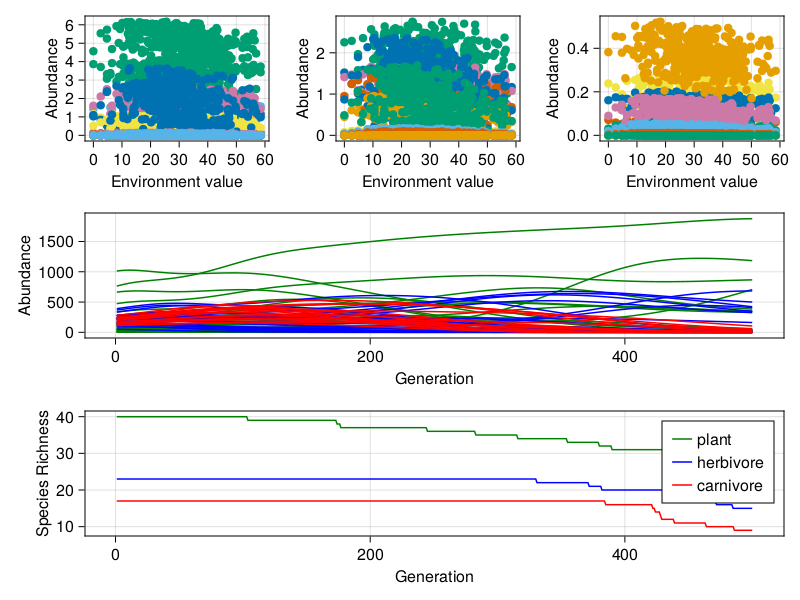 Abundance
6
5
4
3
2
1
0
0 10 20 30 40 50 60
Environment value
Abundance
2
1
0
0 10 20 30 40 50 60
Environment value
Abundance
0.4
0.2
0.0
0 10 20 30 40 50 60
Environment value
Abundance
1500
1000
500
0
0 200 400
Generation
Species Richness
40
30
20
10
plant
herbivore
carnivore
0 200 400
Generation